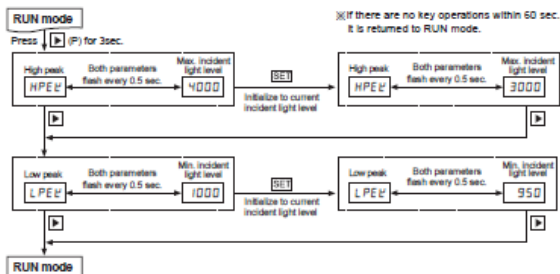 RUN mode
※If there are no key operations within 60 sec.
It is returned to RUN mode.
Press ▶ (P) for 3sec.
High peak
Both parameters
flash every 0.5 sec.
Max. incident
light level
HPEK
4000
SET
Initialize to current
incident light level
High peak
Both parameters
flash every 0.5 sec.
Max. incident
light level
HPEK
3000
▶
▶
Low peak
Both parameters
flash every 0.5 sec.
Min. incident
light level
LPEK
1000
SET
Initialize to current
incident light level
Low peak
Both parameters
flash every 0.5 sec.
Min. incident
light level
LPEK
950
▶
▶
RUN mode